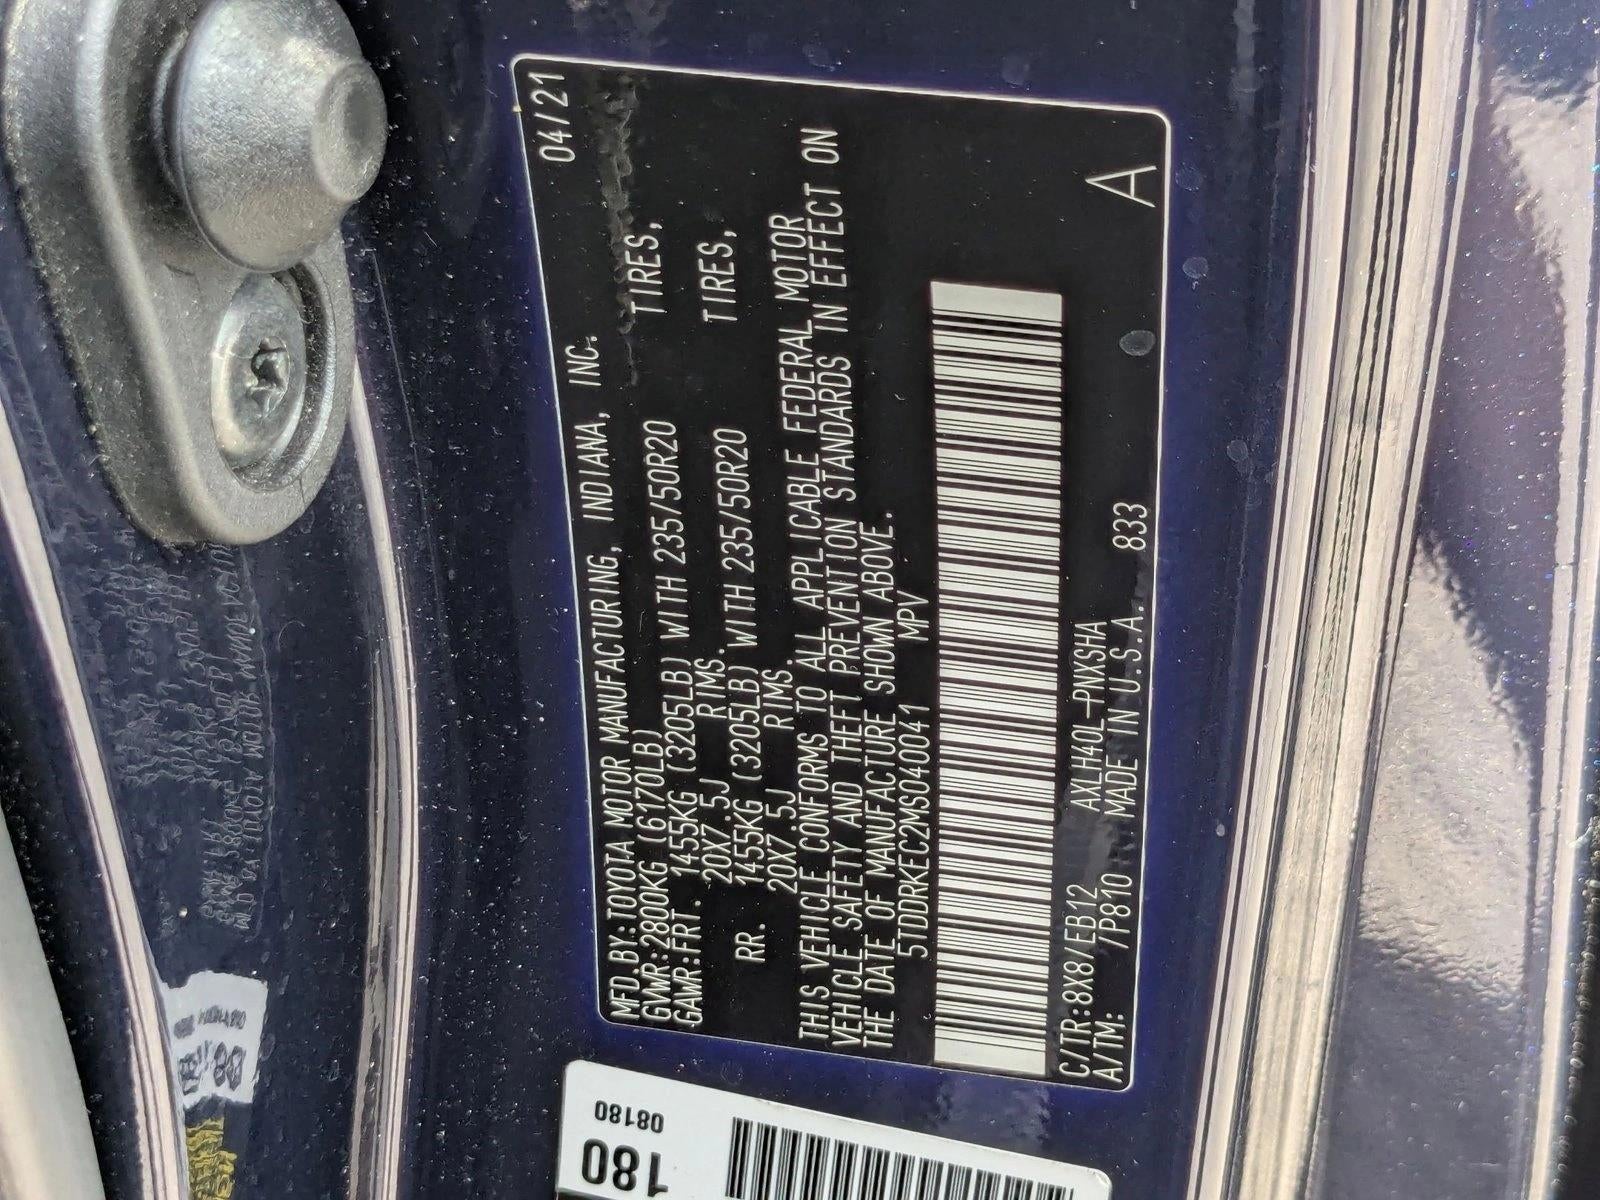 MFD.BY:TOYOTA MOTOR MANUFACTURING, INDIANA, INC. 04/21
GVWR:2800KG (6170LB)
GAWR:FRT. 1455KG (3205LB) WITH 235/50R20 TIRES,
20X7.5J RIMS.
RR. 1455KG (3205LB) WITH 235/50R20 TIRES,
20X7.5J RIMS.
THIS VEHICLE CONFORMS TO ALL APPLICABLE FEDERAL MOTOR
VEHICLE SAFETY AND THEFT PREVENTION STANDARDS IN EFFECT ON
THE DATE OF MANUFACTURE SHOWN ABOVE.
5TDDRKEC2MS040041 MPV
C/TR:8X8/EB12 AXLH40L-PNXSHA A
A/TM: /P810 MADE IN U.S.A. 833
180
08180